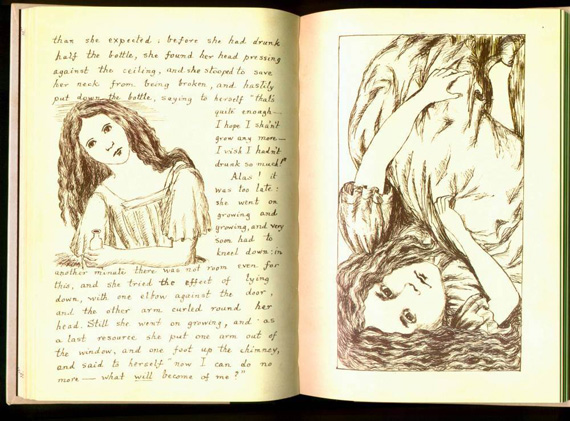 than she expected: before she had drunk
half the bottle, she found her head pressing
against the ceiling, and she stooped to save
her neck from being broken, and hastily
put down the bottle, saying to herself "that's
quite enough—
I hope I shan't
grow any more—
I wish I hadn't
drunk so much!"
Alas! it
was too late:
she went on
growing and
growing, and very
soon had to
kneel down: in
another minute there was not room even for
this, and she tried the effect of lying
down, with one elbow against the door,
and the other arm curled round her
head. Still she went on growing, and as
a last resource she put one arm out of
the window, and one foot up the chimney,
and said to herself "now I can do no
more— what will become of me?"